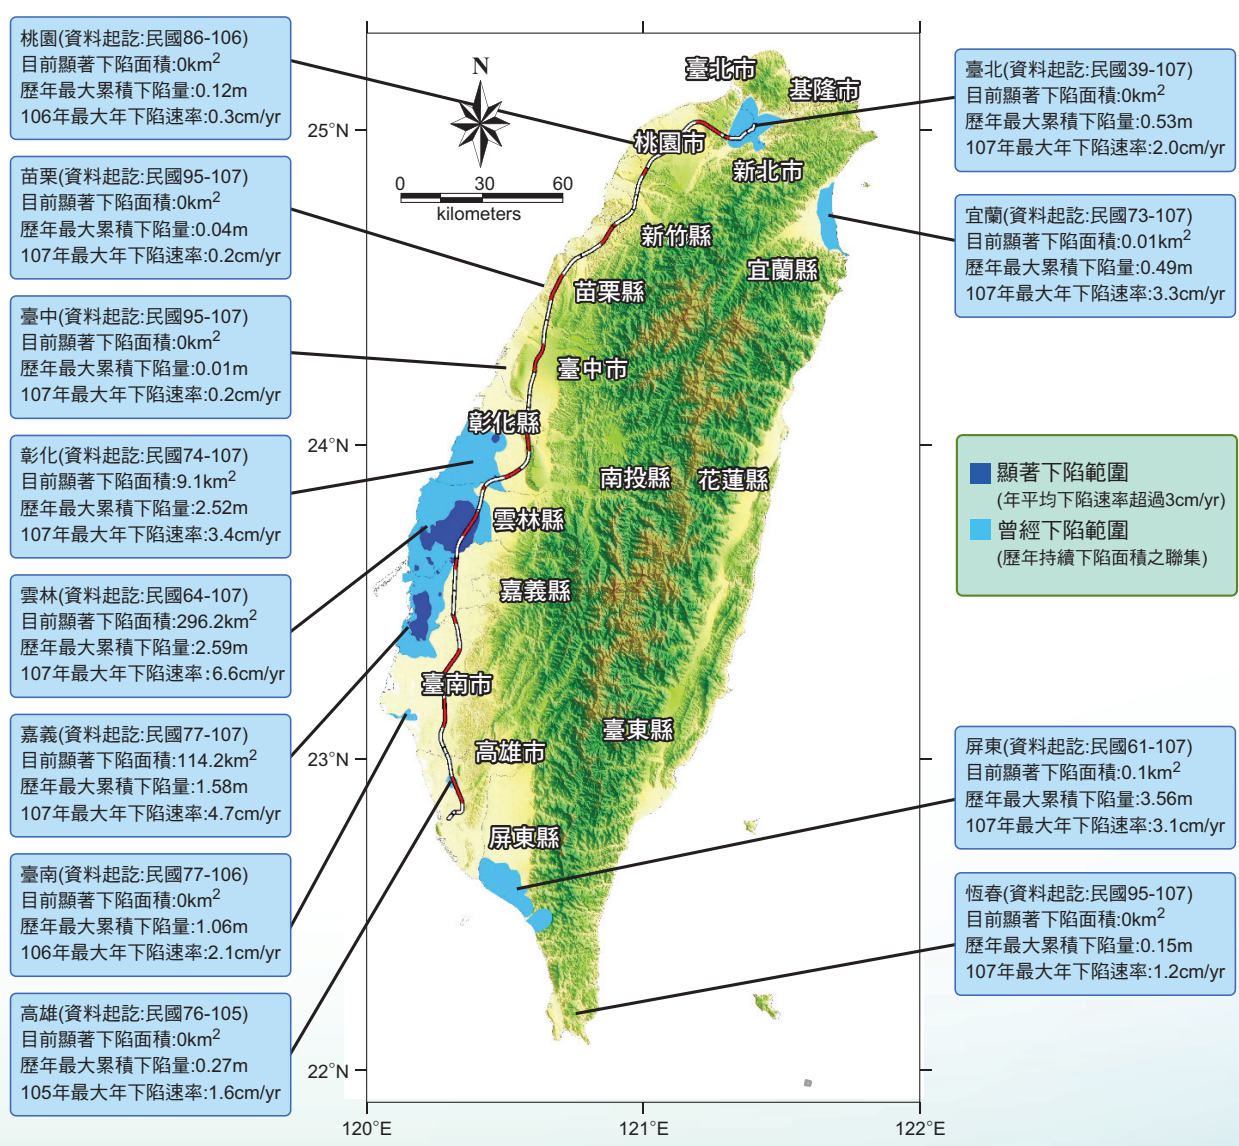 桃園(資料起訖:民國86-106)
目前顯著下陷面積:0km²
歷年最大累積下陷量:0.12m
106年最大年下陷速率:0.3cm/yr
苗栗(資料起訖:民國95-107)
目前顯著下陷面積:0km²
歷年最大累積下陷量:0.04m
107年最大年下陷速率:0.2cm/yr
臺中(資料起訖:民國95-107)
目前顯著下陷面積:0km²
歷年最大累積下陷量:0.01m
107年最大年下陷速率:0.2cm/yr
彰化(資料起訖:民國74-107)
目前顯著下陷面積:9.1km²
歷年最大累積下陷量:2.52m
107年最大年下陷速率:3.4cm/yr
雲林(資料起訖:民國64-107)
目前顯著下陷面積:296.2km²
歷年最大累積下陷量:2.59m
107年最大年下陷速率:6.6cm/yr
嘉義(資料起訖:民國77-107)
目前顯著下陷面積:114.2km²
歷年最大累積下陷量:1.58m
107年最大年下陷速率:4.7cm/yr
臺南(資料起訖:民國77-106)
目前顯著下陷面積:0km²
歷年最大累積下陷量:1.06m
106年最大年下陷速率:2.1cm/yr
高雄(資料起訖:民國76-105)
目前顯著下陷面積:0km²
歷年最大累積下陷量:0.27m
105年最大年下陷速率:1.6cm/yr
N
0 30 60
kilometers
25°N
24°N
23°N
22°N
120°E
121°E
122°E
臺北市
基隆市
桃園市
新北市
新竹縣
宜蘭縣
苗栗縣
臺中市
彰化縣
南投縣
花蓮縣
雲林縣
嘉義縣
臺南市
臺東縣
高雄市
屏東縣
臺北(資料起訖:民國39-107)
目前顯著下陷面積:0km²
歷年最大累積下陷量:0.53m
107年最大年下陷速率:2.0cm/yr
宜蘭(資料起訖:民國73-107)
目前顯著下陷面積:0.01km²
歷年最大累積下陷量:0.49m
107年最大年下陷速率:3.3cm/yr
顯著下陷範圍
(年平均下陷速率超過3cm/yr)
曾經下陷範圍
(歷年持續下陷面積之聯集)
屏東(資料起訖:民國61-107)
目前顯著下陷面積:0.1km²
歷年最大累積下陷量:3.56m
107年最大年下陷速率:3.1cm/yr
恆春(資料起訖:民國95-107)
目前顯著下陷面積:0km²
歷年最大累積下陷量:0.15m
107年最大年下陷速率:1.2cm/yr